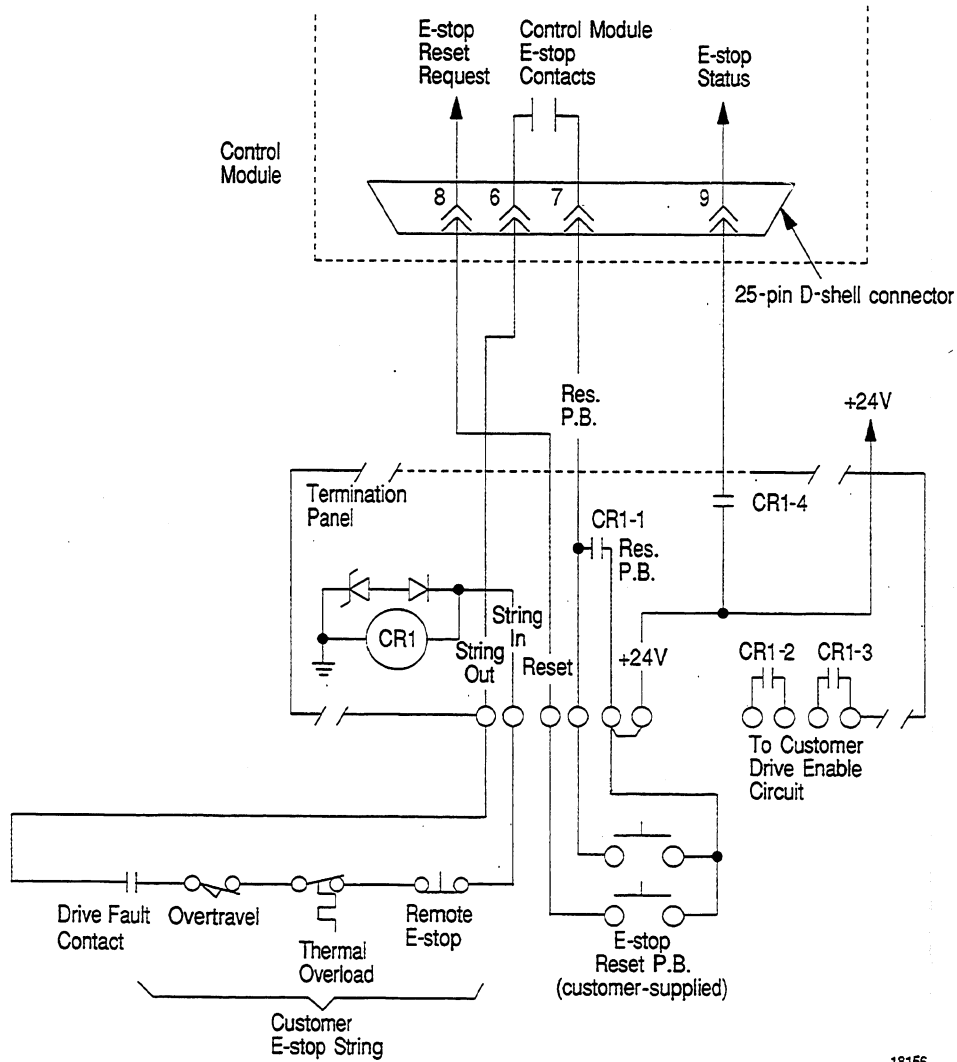 E-stop
Reset
Request
Control Module
E-stop
Contacts
E-stop
Status
Control
Module
8
6
7
9
25-pin D-shell connector
Res.
P.B.
+24V
Termination
Panel
CR1-4
CR1-1
Res.
P.B.
CR1
String
In
String
Out
Reset
+24V
CR1-2
CR1-3
To Customer
Drive Enable
Circuit
Drive Fault
Contact
Overtravel
Thermal
Overload
Remote
E-stop
E-stop
Reset P.B.
(customer-supplied)
Customer
E-stop String
18156